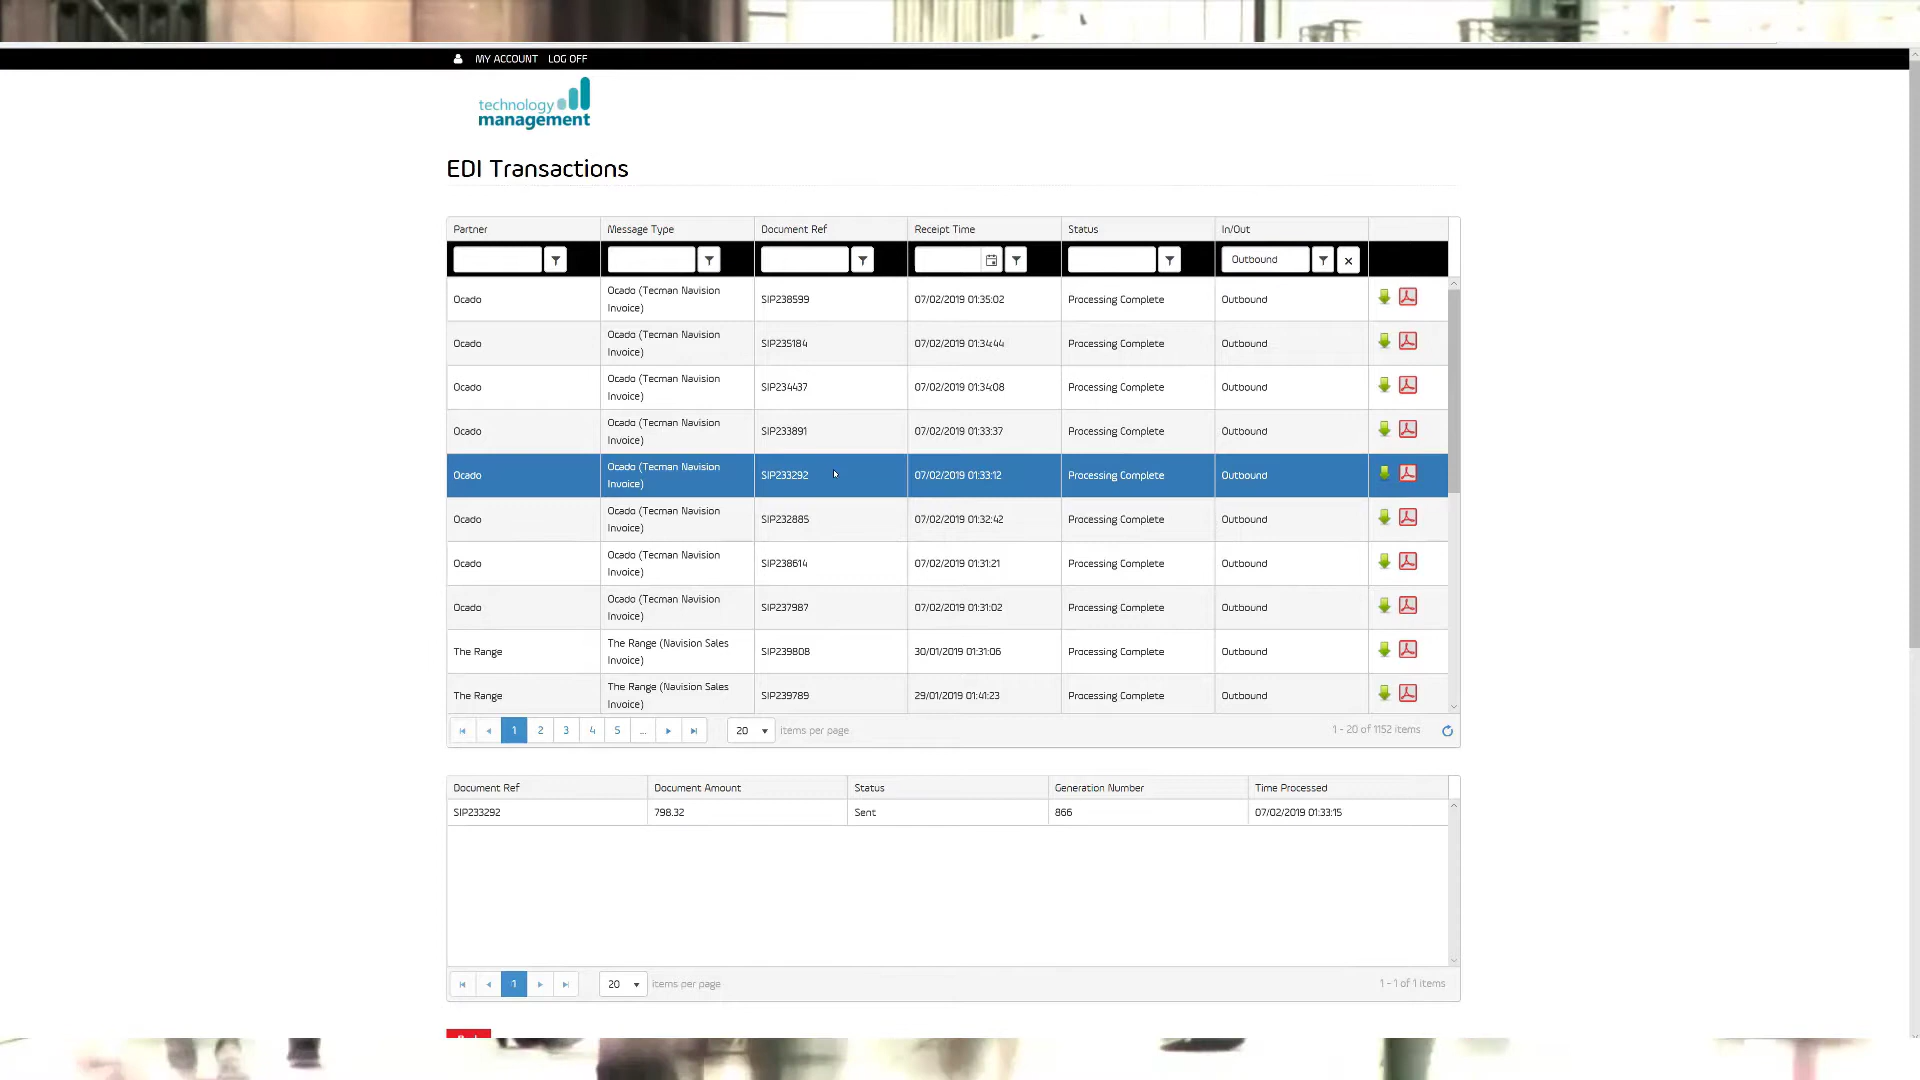 MY ACCOUNT LOG OFF
technology
management
EDI Transactions
Partner Message Type Document Ref Receipt Time Status In/Out
Outbound
Ocado Ocado (Tecman Navision Invoice) SIP238599 07/02/2019 01:35:02 Processing Complete Outbound
Ocado Ocado (Tecman Navision Invoice) SIP235184 07/02/2019 01:34:44 Processing Complete Outbound
Ocado Ocado (Tecman Navision Invoice) SIP234437 07/02/2019 01:34:08 Processing Complete Outbound
Ocado Ocado (Tecman Navision Invoice) SIP233891 07/02/2019 01:33:37 Processing Complete Outbound
Ocado Ocado (Tecman Navision Invoice) SIP233292 07/02/2019 01:33:12 Processing Complete Outbound
Ocado Ocado (Tecman Navision Invoice) SIP232885 07/02/2019 01:32:42 Processing Complete Outbound
Ocado Ocado (Tecman Navision Invoice) SIP238614 07/02/2019 01:31:21 Processing Complete Outbound
Ocado Ocado (Tecman Navision Invoice) SIP237987 07/02/2019 01:31:02 Processing Complete Outbound
The Range The Range (Navision Sales Invoice) SIP239808 30/01/2019 01:31:06 Processing Complete Outbound
The Range The Range (Navision Sales Invoice) SIP239789 29/01/2019 01:41:23 Processing Complete Outbound
1 2 3 4 5 ... 20 items per page 1 - 20 of 1152 items
Document Ref Document Amount Status Generation Number Time Processed
SIP233292 798.32 Sent 866 07/02/2019 01:33:15
1 20 items per page 1 - 1 of 1 items